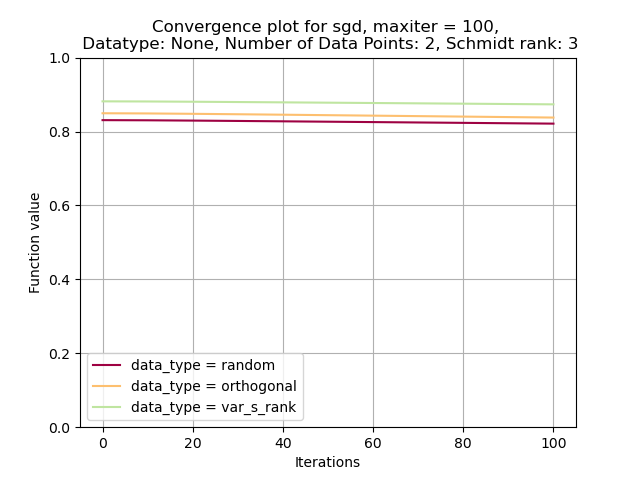 Convergence plot for sgd, maxiter = 100,
Datatype: None, Number of Data Points: 2, Schmidt rank: 3
1.0
0.8
0.6
0.4
0.2
0.0
Function value
data_type = random
data_type = orthogonal
data_type = var_s_rank
0 20 40 60 80 100
Iterations